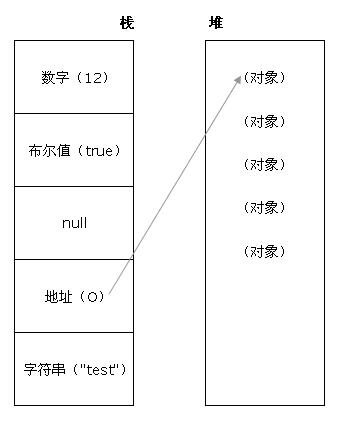 栈 堆
数字（12）
（对象）
（对象）
布尔值（true）
（对象）
（对象）
null
（对象）
地址（O）
字符串（"test"）